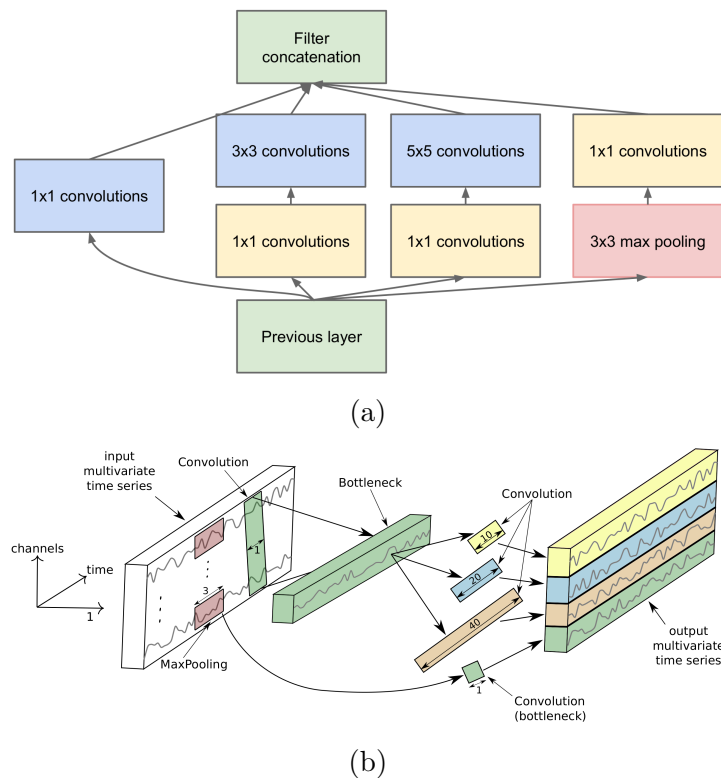 Filter
concatenation
3x3 convolutions
5x5 convolutions
1x1 convolutions
1x1 convolutions
1x1 convolutions
1x1 convolutions
3x3 max pooling
Previous layer
(a)
input
multivariate
time series
Convolution
Bottleneck
Convolution
channels
time
1
1
3
MaxPooling
10
20
40
1
Convolution
(bottleneck)
output
multivariate
time series
(b)